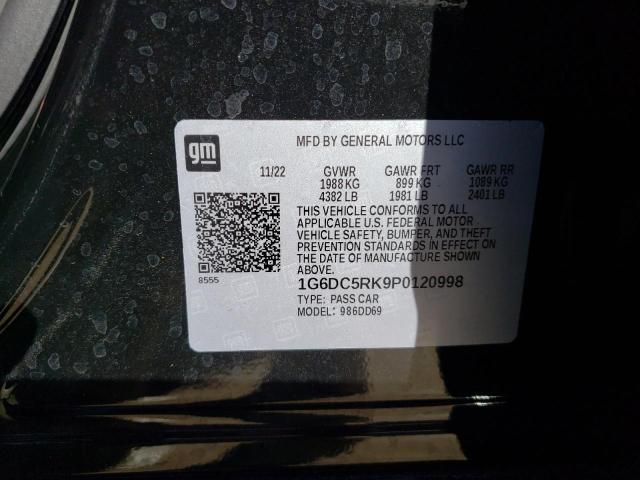 gm
MFD BY GENERAL MOTORS LLC
11/22 GVWR GAWR FRT GAWR RR
1988 KG 899 KG 1089 KG
4382 LB 1981 LB 2401 LB
THIS VEHICLE CONFORMS TO ALL
APPLICABLE U.S. FEDERAL MOTOR
VEHICLE SAFETY, BUMPER, AND THEFT
PREVENTION STANDARDS IN EFFECT ON
THE DATE OF MANUFACTURE SHOWN
ABOVE.
8555
1G6DC5RK9P0120998
TYPE: PASS CAR
MODEL: 986DD69